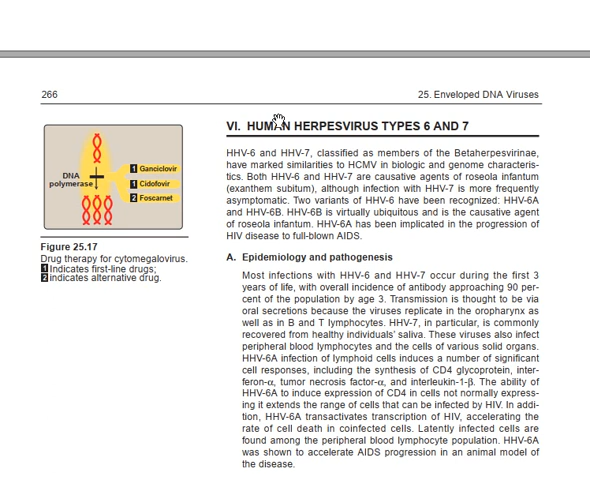 266
25. Enveloped DNA Viruses
DNA
polymerase
1 Ganciclovir
1 Cidofovir
2 Foscarnet
Figure 25.17
Drug therapy for cytomegalovirus.
1 Indicates first-line drugs;
2 indicates alternative drug.
VI. HUMAN HERPESVIRUS TYPES 6 AND 7
HHV-6 and HHV-7, classified as members of the Betaherpesvirinae,
have marked similarities to HCMV in biologic and genome characteris-
tics. Both HHV-6 and HHV-7 are causative agents of roseola infantum
(exanthem subitum), although infection with HHV-7 is more frequently
asymptomatic. Two variants of HHV-6 have been recognized: HHV-6A
and HHV-6B. HHV-6B is virtually ubiquitous and is the causative agent
of roseola infantum. HHV-6A has been implicated in the progression of
HIV disease to full-blown AIDS.
A. Epidemiology and pathogenesis
Most infections with HHV-6 and HHV-7 occur during the first 3
years of life, with overall incidence of antibody approaching 90 per-
cent of the population by age 3. Transmission is thought to be via
oral secretions because the viruses replicate in the oropharynx as
well as in B and T lymphocytes. HHV-7, in particular, is commonly
recovered from healthy individuals' saliva. These viruses also infect
peripheral blood lymphocytes and the cells of various solid organs.
HHV-6A infection of lymphoid cells induces a number of significant
cell responses, including the synthesis of CD4 glycoprotein, inter-
feron-α, tumor necrosis factor-α, and interleukin-1-β. The ability of
HHV-6A to induce expression of CD4 in cells not normally express-
ing it extends the range of cells that can be infected by HIV. In addi-
tion, HHV-6A transactivates transcription of HIV, accelerating the
rate of cell death in coinfected cells. Latently infected cells are
found among the peripheral blood lymphocyte population. HHV-6A
was shown to accelerate AIDS progression in an animal model of
the disease.